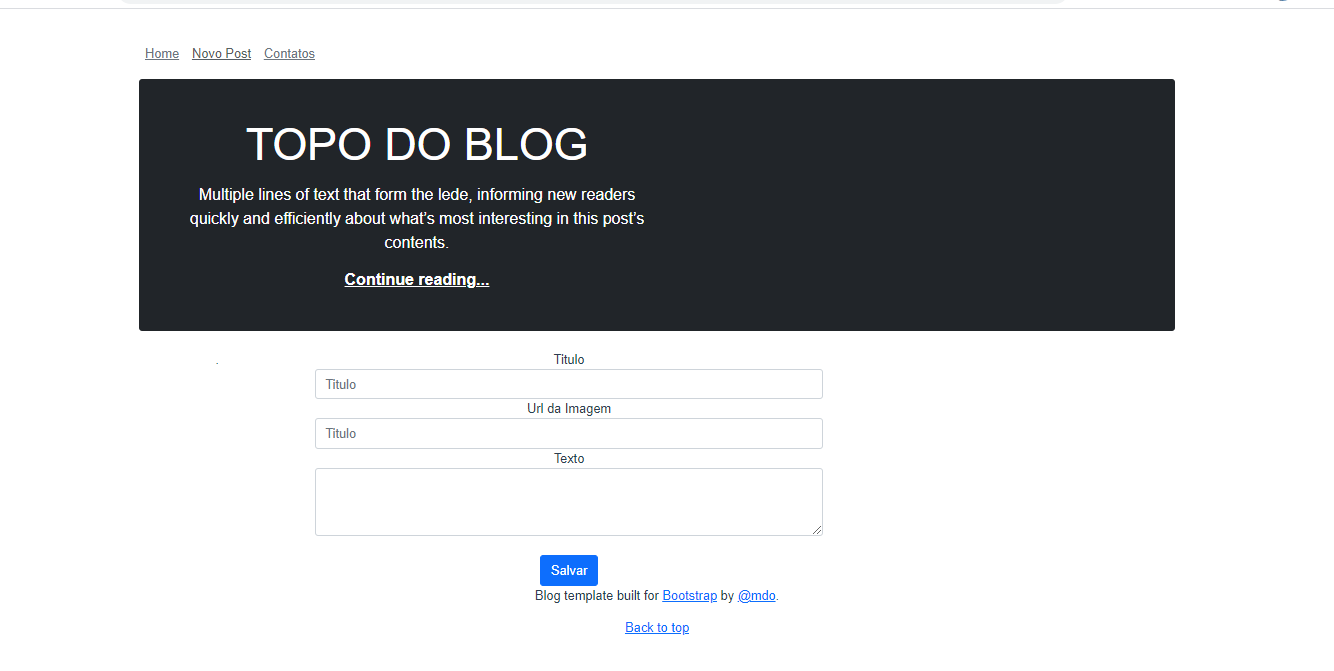 Home Novo Post Contatos
TOPO DO BLOG
Multiple lines of text that form the lede, informing new readers
quickly and efficiently about what's most interesting in this post's
contents.
Continue reading...
.
Titulo
Titulo
Url da Imagem
Titulo
Texto
Salvar
Blog template built for Bootstrap by @mdo.
Back to top